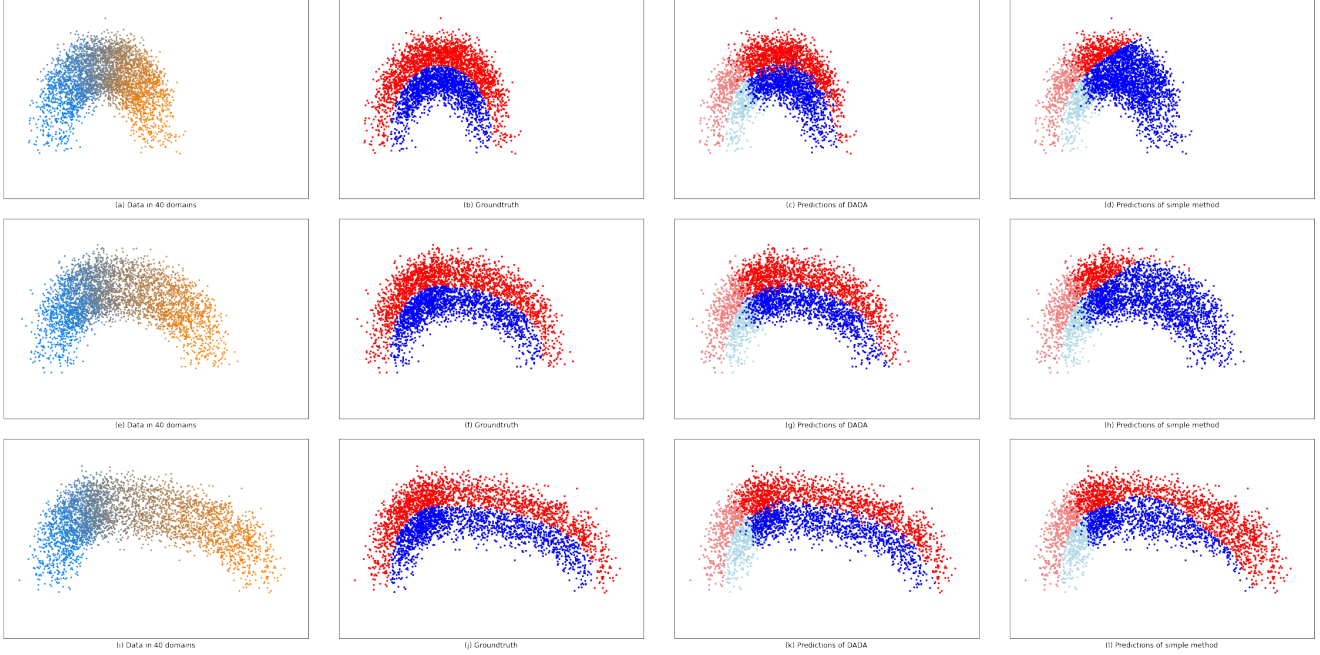 (a) Data in 40 domains
(b) Groundtruth
(c) Predictions of DADA
(d) Predictions of simple method
(e) Data in 40 domains
(f) Groundtruth
(g) Predictions of DADA
(h) Predictions of simple method
(i) Data in 40 domains
(j) Groundtruth
(k) Predictions of DADA
(l) Predictions of simple method